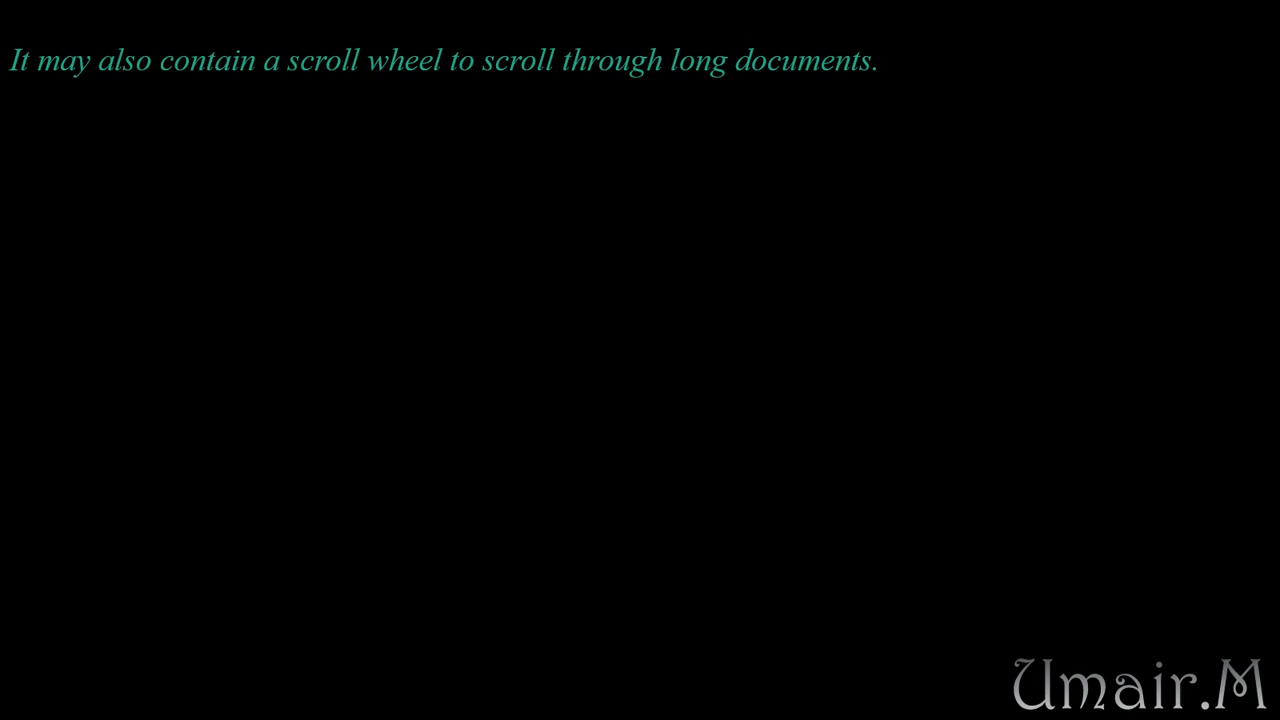 It may also contain a scroll wheel to scroll through long documents.
Umair.M